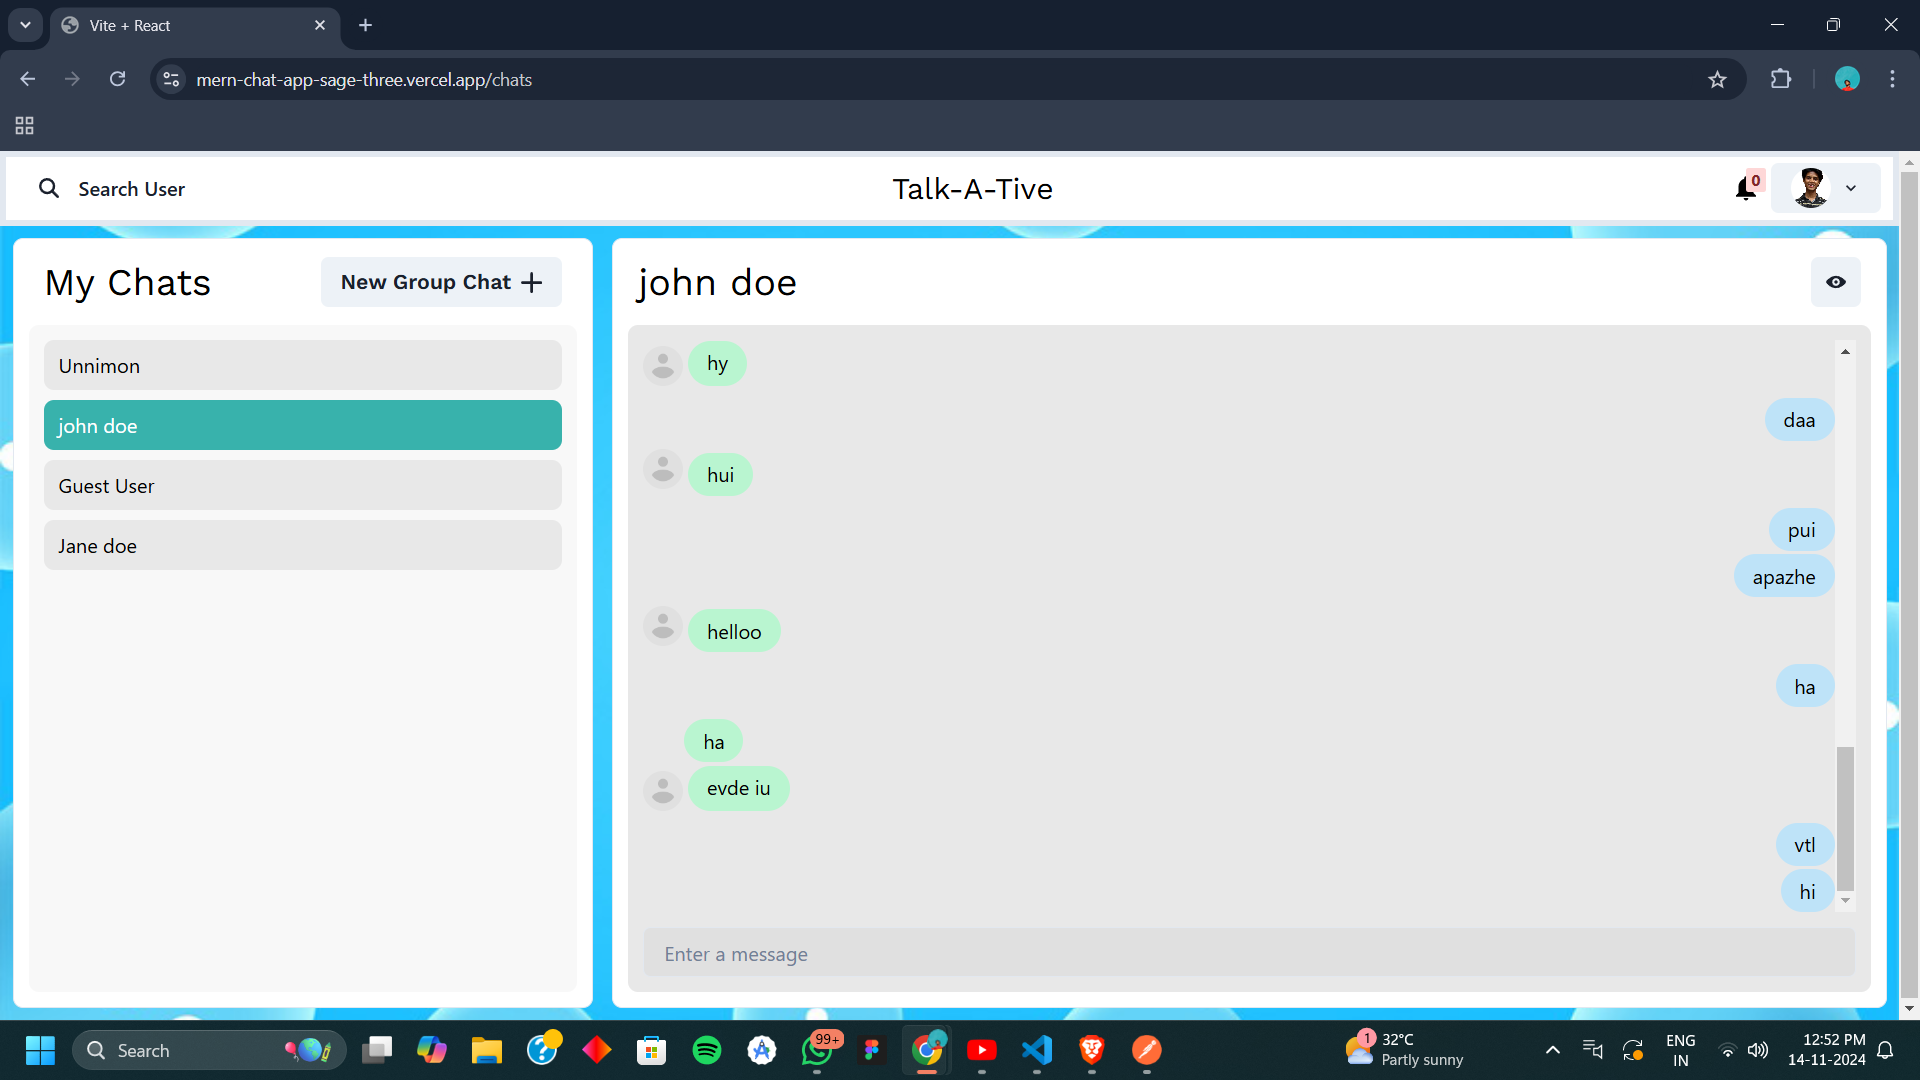 Vite + React
mern-chat-app-sage-three.vercel.app/chats
Search User
Talk-A-Tive
0
My Chats
New Group Chat
Unnimon
john doe
Guest User
Jane doe
john doe
hy
daa
hui
pui
apazhe
helloo
ha
ha
evde iu
vtl
hi
Enter a message
Search
99+
1
32°C
Partly sunny
ENG
IN
12:52 PM
14-11-2024